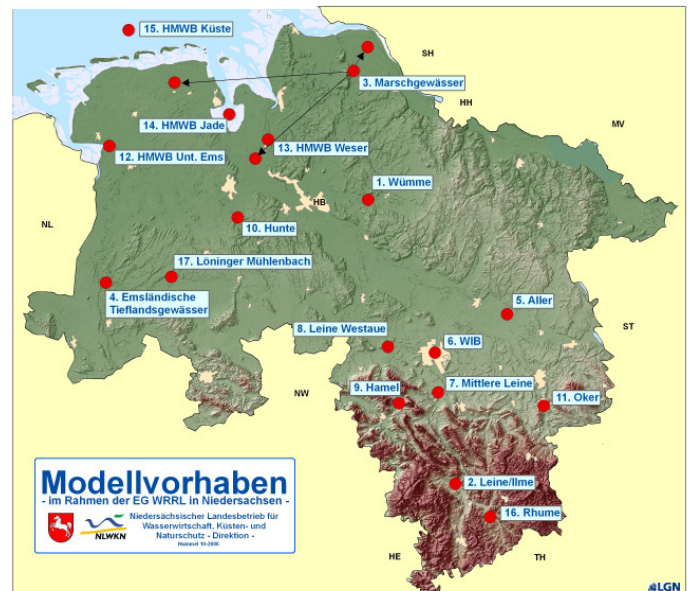 15. HMWB Küste
SH
3. Marschgewässer
HH
14. HMWB Jade
MV
13. HMWB Weser
12. HMWB Unt. Ems
1. Wümme
HB
NL
10. Hunte
17. Löninger Mühlenbach
4. Emsländische
Tieflandsgewässer
5. Aller
ST
8. Leine Westaue
6. WIB
7. Mittlere Leine
9. Hamel
NW
11. Oker
Modellvorhaben
- im Rahmen der EG WRRL in Niedersachsen -
Niedersächsischer Landesbetrieb für
Wasserwirtschaft, Küsten- und
Naturschutz - Direktion -
Hummel 10-2006
NLWKN
2. Leine/Ilme
16. Rhume
HE
TH
LGN